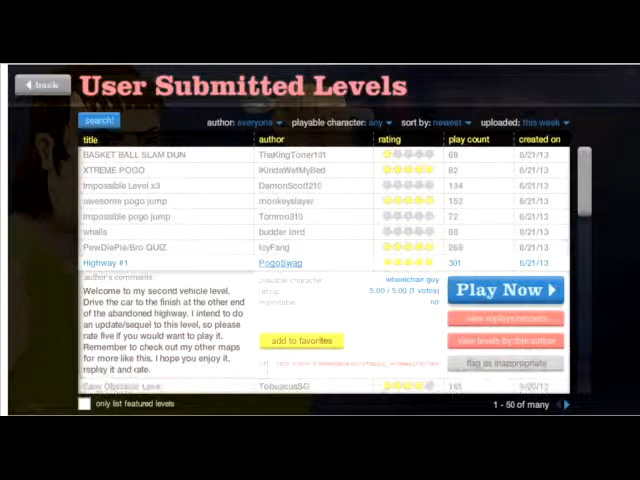 back
User Submitted Levels
search!
author: everyone playable character: any sort by: newest uploaded: this week
title author rating play count created on
BASKET BALL SLAM DUN TheKingToner101 69 6/21/13
XTREME POGO IKindaWefMyBed 82 6/21/13
Impossible Level x3 DamonScott210 134 6/21/13
awesome pogo jump monkeyslayer 152 6/21/13
impossible pogo jump Tommo310 72 6/21/13
whalls budder lord 88 6/21/13
PewDiePie/Bro QUIZ IcyFang 269 6/21/13
Highway #1 PogoSwag 301 6/21/13
author's comments:
Welcome to my second vehicle level.
Drive the car to the finish at the other end
of the abandoned highway. I intend to do
an update/sequel to this level, so please
rate five if you would want to play it.
Remember to check out my other maps
for more like this. I hope you enjoy it.
replay it and rate.
playable character: wheelchair guy
rating: 5.00 / 5.00 (1 votes)
importable: no
add to favorites
url:
Play Now
view replays/records
view levels by this author
flag as inappropriate
Easy Obstacle 191 6/20/13
only list featured levels
1 - 50 of many